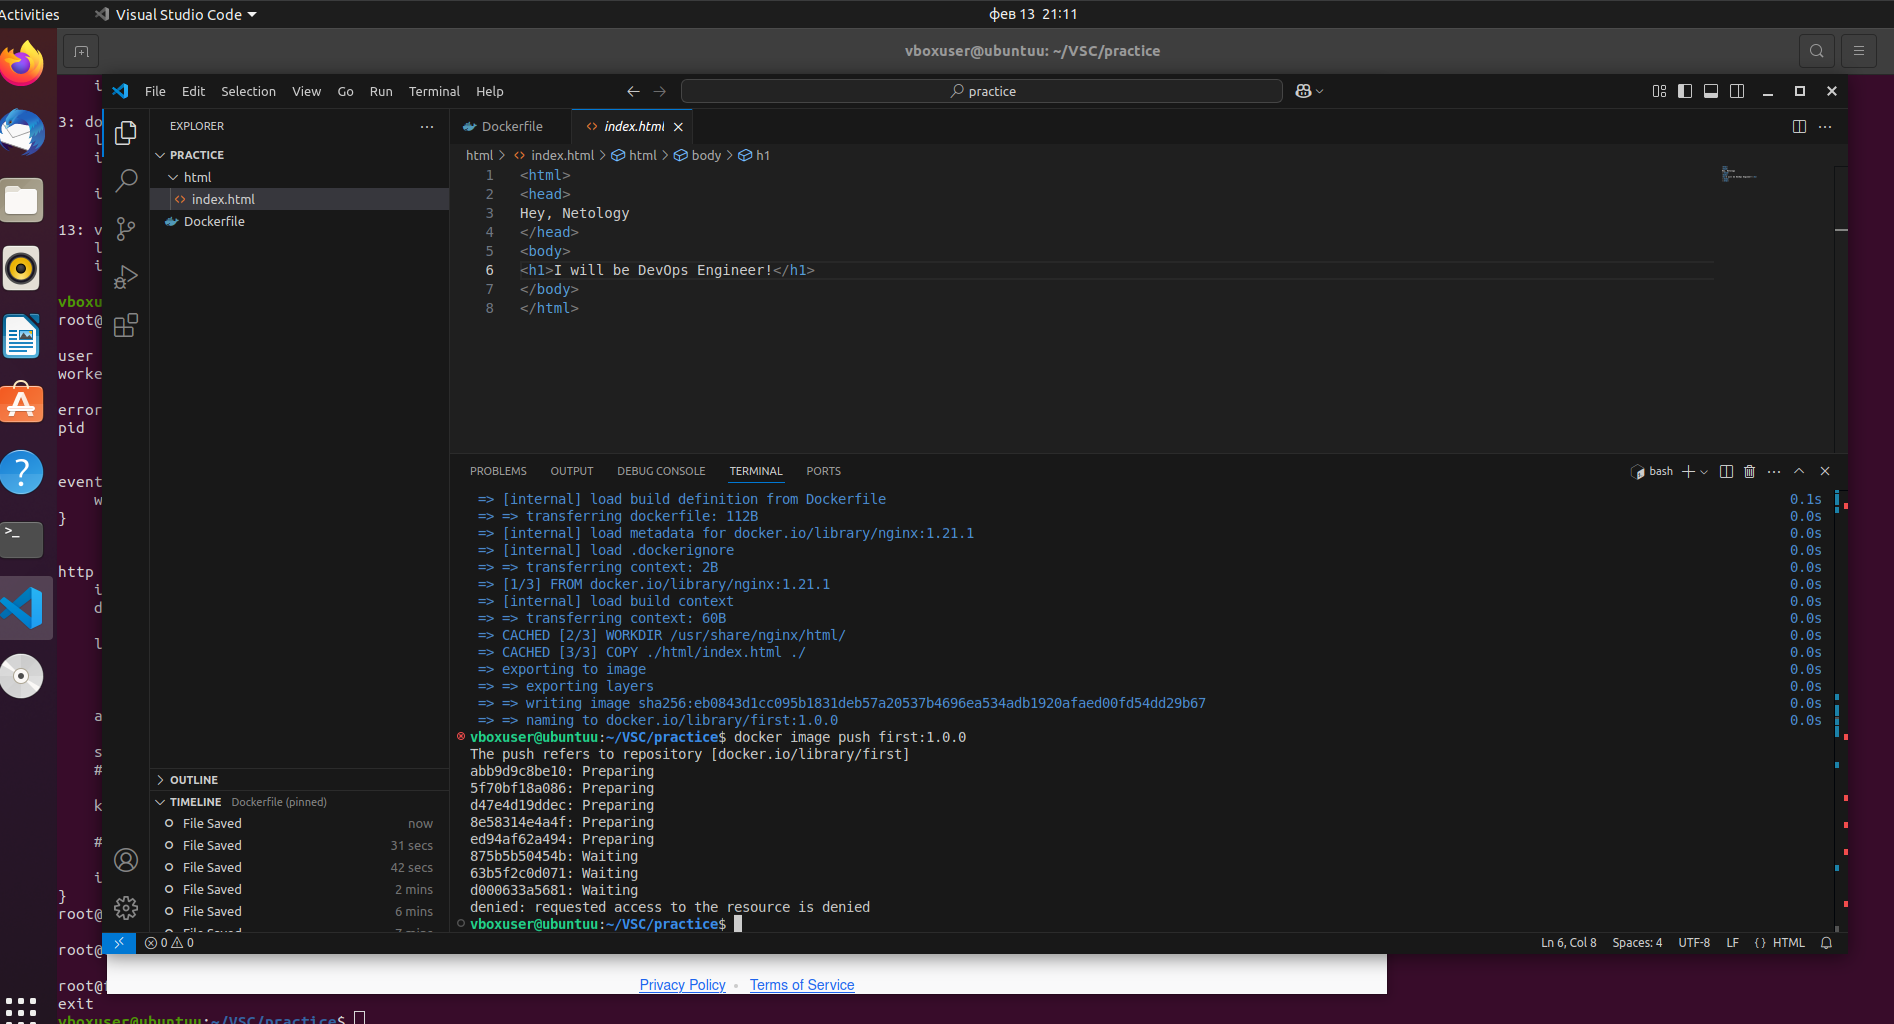 Activities
Visual Studio Code
фев 13 21:11
vboxuser@ubuntuu: ~/VSC/practice
i
3: do
l
i
i
13: v
l
i
vboxu
root@
user
worke
error
pid
event
w
}
http
i
d
l
a
s
#
k
#
i
}
root@
root@
root@
exit
vboxuser@ubuntuu:~/VSC/practice$
File Edit Selection View Go Run Terminal Help
practice
EXPLORER
PRACTICE
html
index.html
Dockerfile
OUTLINE
TIMELINE Dockerfile (pinned)
File Saved now
File Saved 31 secs
File Saved 42 secs
File Saved 2 mins
File Saved 6 mins
Dockerfile
index.html
html > index.html > html > body > h1
1 <html>
2 <head>
3 Hey, Netology
4 </head>
5 <body>
6 <h1>I will be DevOps Engineer!</h1>
7 </body>
8 </html>
PROBLEMS OUTPUT DEBUG CONSOLE TERMINAL PORTS
bash
=> [internal] load build definition from Dockerfile 0.1s
=> => transferring dockerfile: 112B 0.0s
=> [internal] load metadata for docker.io/library/nginx:1.21.1 0.0s
=> [internal] load .dockerignore 0.0s
=> => transferring context: 2B 0.0s
=> [1/3] FROM docker.io/library/nginx:1.21.1 0.0s
=> [internal] load build context 0.0s
=> => transferring context: 60B 0.0s
=> CACHED [2/3] WORKDIR /usr/share/nginx/html/ 0.0s
=> CACHED [3/3] COPY ./html/index.html ./ 0.0s
=> exporting to image 0.0s
=> => exporting layers 0.0s
=> => writing image sha256:eb0843d1cc095b1831deb57a20537b4696ea534adb1920afaed00fd54dd29b67 0.0s
=> => naming to docker.io/library/first:1.0.0 0.0s
vboxuser@ubuntuu:~/VSC/practice$ docker image push first:1.0.0
The push refers to repository [docker.io/library/first]
abb9d9c8be10: Preparing
5f70bf18a086: Preparing
d47e4d19ddec: Preparing
8e58314e4a4f: Preparing
ed94af62a494: Preparing
875b5b50454b: Waiting
63b5f2c0d071: Waiting
d000633a5681: Waiting
denied: requested access to the resource is denied
vboxuser@ubuntuu:~/VSC/practice$
0 0
Ln 6, Col 8 Spaces: 4 UTF-8 LF {} HTML
Privacy Policy • Terms of Service